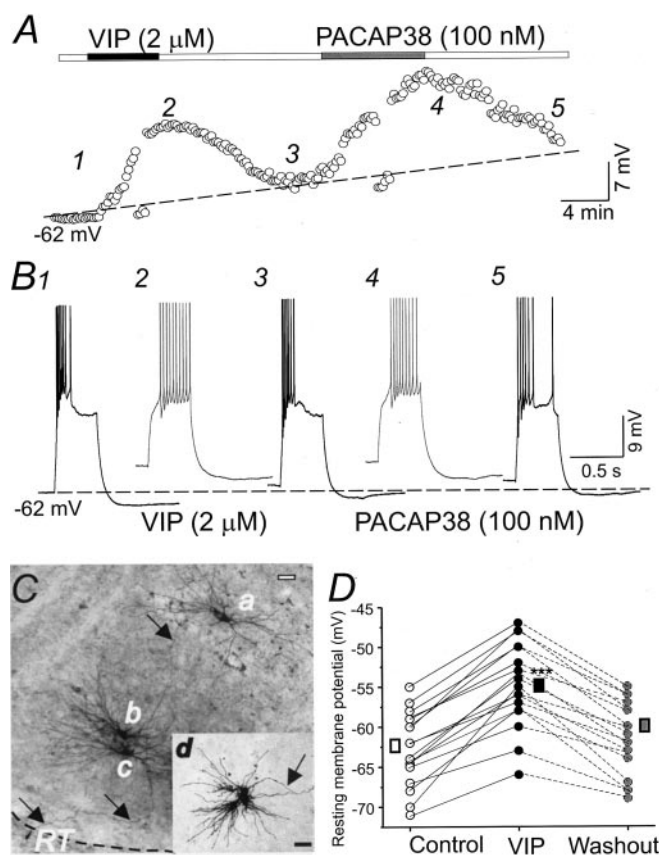 A
VIP (2 μM)
PACAP38 (100 nM)
1
2
3
4
5
-62 mV
7 mV
4 min
B
1
2
3
4
5
9 mV
0.5 s
-62 mV
VIP (2 μM)
PACAP38 (100 nM)
C
a
b
c
d
RT
D
Resting membrane potential (mV)
-45
-50
-55
-60
-65
-70
***
Control
VIP
Washout